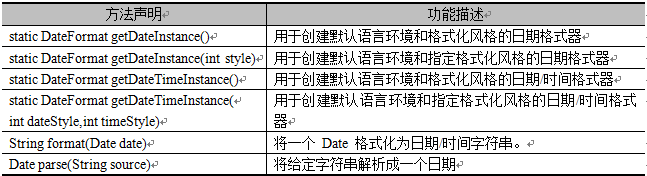 方法声明 功能描述
static DateFormat getDateInstance() 用于创建默认语言环境和格式化风格的日期格式器
static DateFormat getDateInstance(int style) 用于创建默认语言环境和指定格式化风格的日期格式器
static DateFormat getDateTimeInstance() 用于创建默认语言环境和格式化风格的日期/时间格式器
static DateFormat getDateTimeInstance( 用于创建默认语言环境和指定格式化风格的日期/时间格式
int dateStyle,int timeStyle) 器
String format(Date date) 将一个 Date 格式化为日期/时间字符串。
Date parse(String source) 将给定字符串解析成一个日期